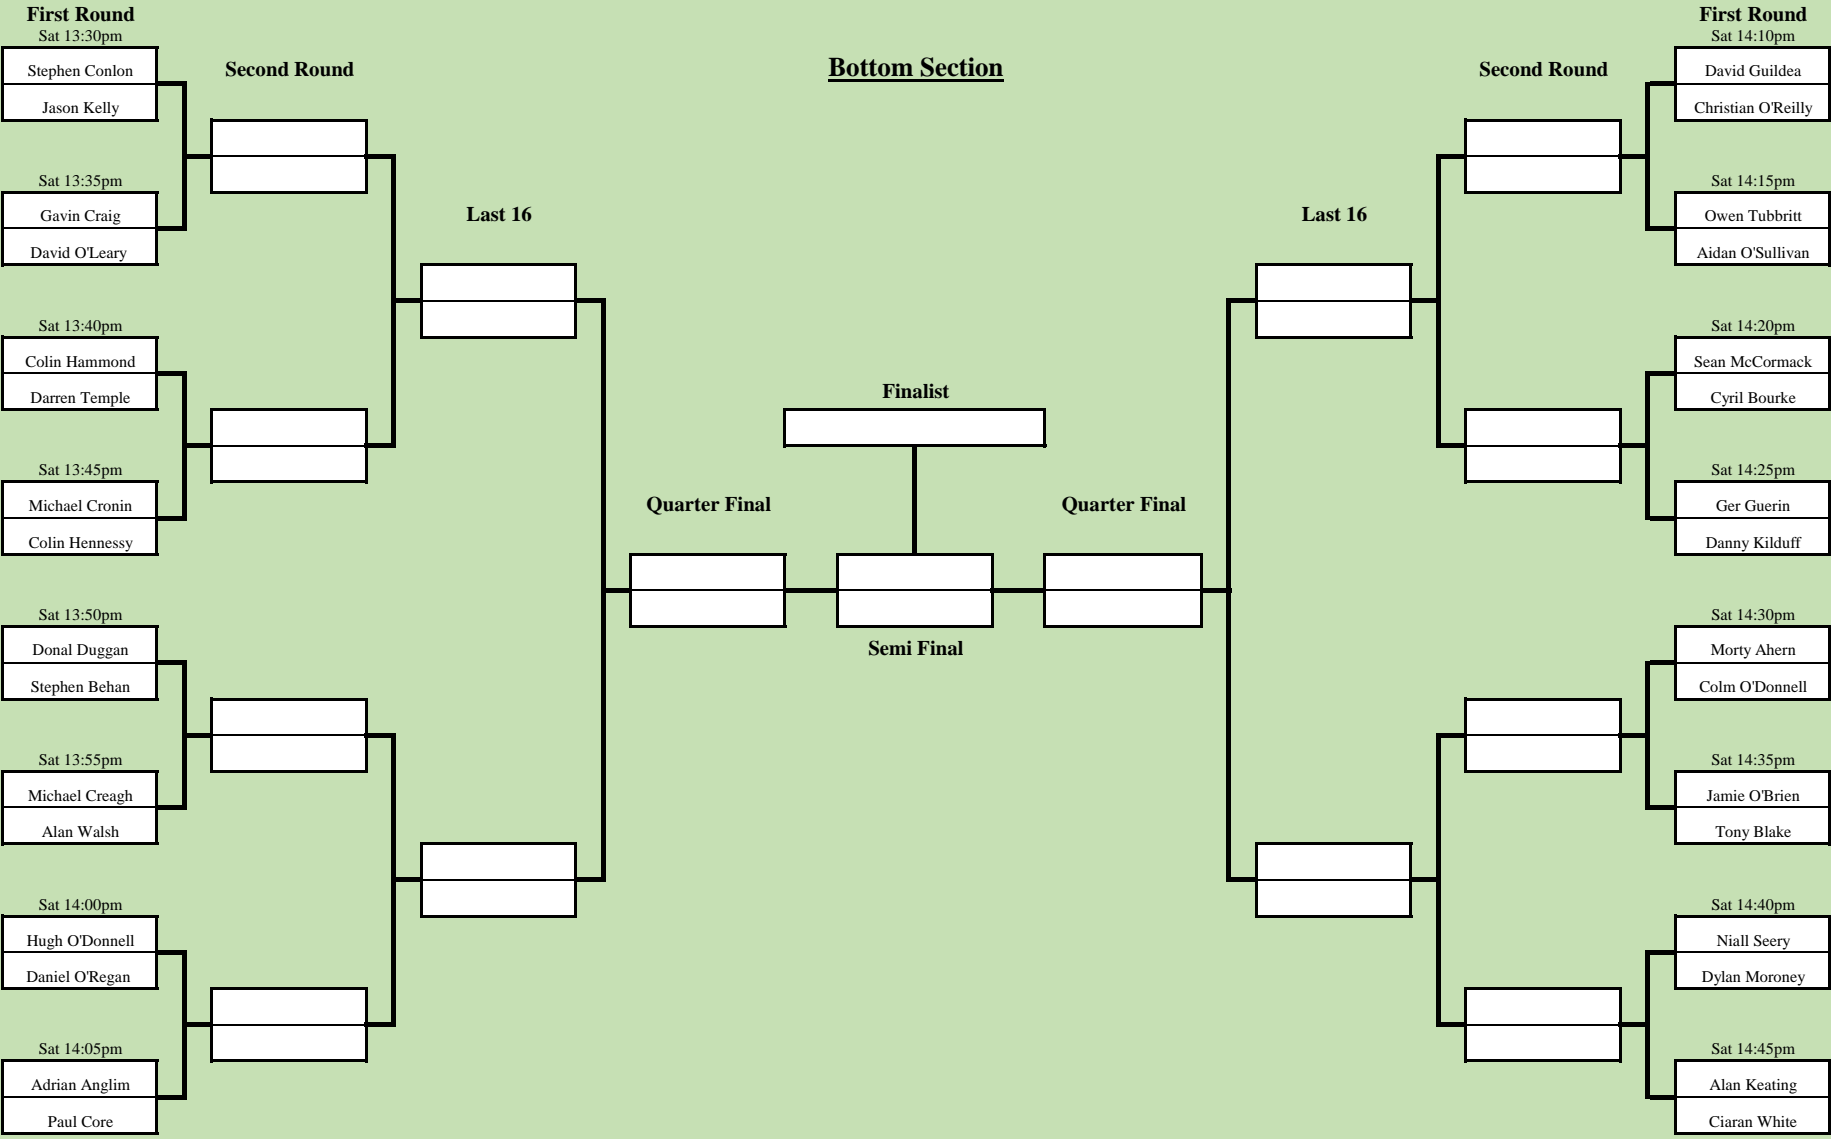 First Round
Sat 13:30pm
Stephen Conlon
Jason Kelly
Sat 13:35pm
Gavin Craig
David O'Leary
Sat 13:40pm
Colin Hammond
Darren Temple
Sat 13:45pm
Michael Cronin
Colin Hennessy
Sat 13:50pm
Donal Duggan
Stephen Behan
Sat 13:55pm
Michael Creagh
Alan Walsh
Sat 14:00pm
Hugh O'Donnell
Daniel O'Regan
Sat 14:05pm
Adrian Anglim
Paul Core
Second Round
Last 16
Quarter Final
Bottom Section
Finalist
Semi Final
Quarter Final
Last 16
Second Round
First Round
Sat 14:10pm
David Guildea
Christian O'Reilly
Sat 14:15pm
Owen Tubbritt
Aidan O'Sullivan
Sat 14:20pm
Sean McCormack
Cyril Bourke
Sat 14:25pm
Ger Guerin
Danny Kilduff
Sat 14:30pm
Morty Ahern
Colm O'Donnell
Sat 14:35pm
Jamie O'Brien
Tony Blake
Sat 14:40pm
Niall Seery
Dylan Moroney
Sat 14:45pm
Alan Keating
Ciaran White